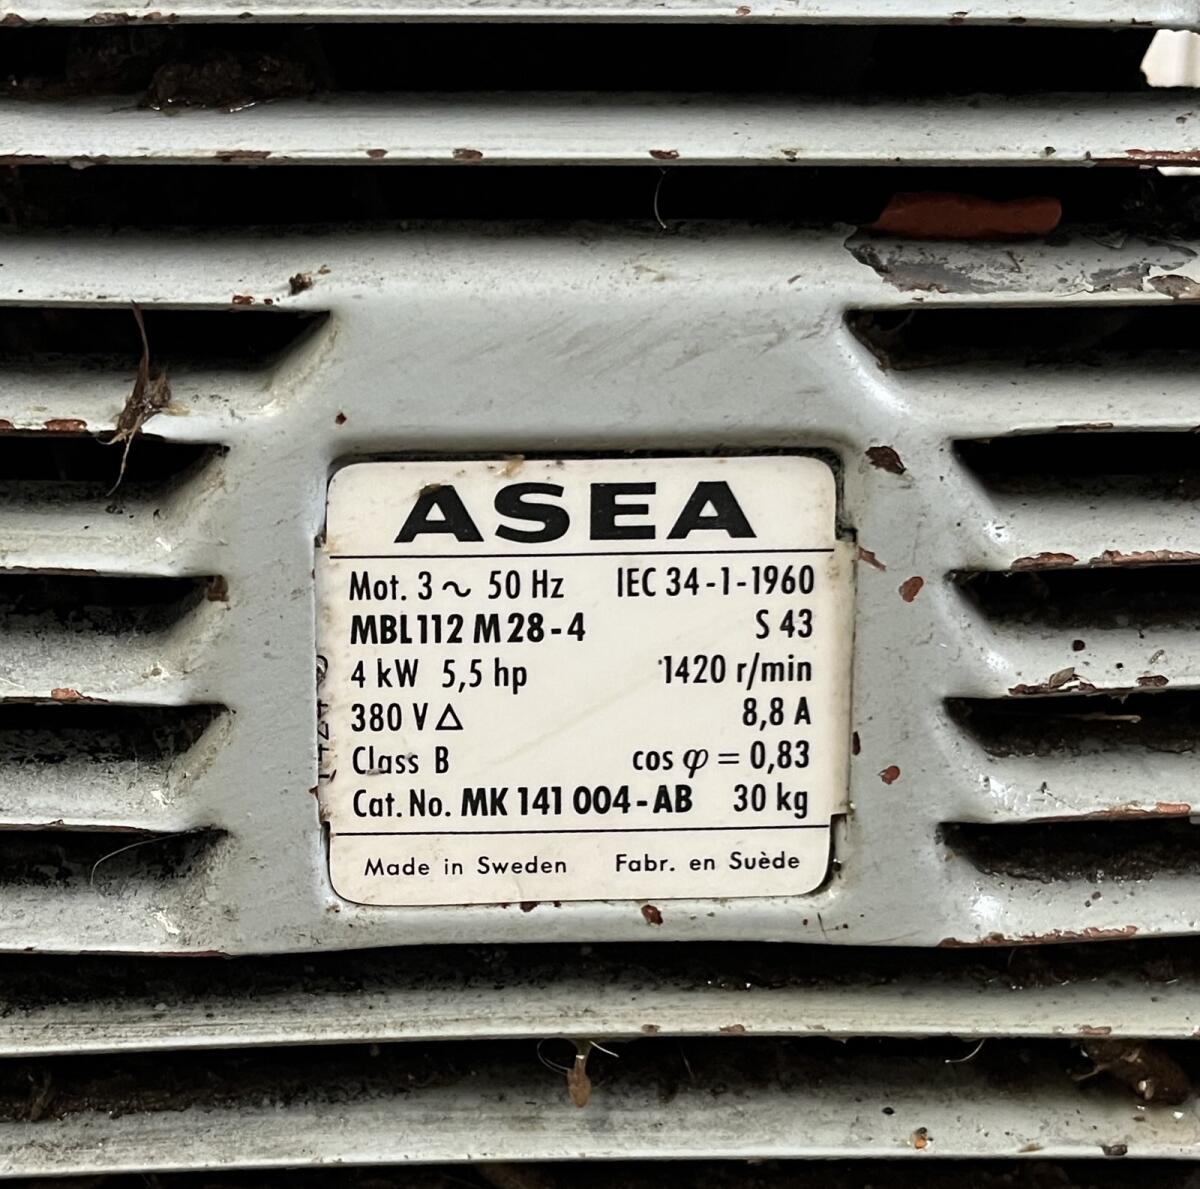 ASEA
Mot. 3 ~ 50 Hz IEC 34-1-1960
MBL 112 M 28-4 S 43
4 kW 5,5 hp 1420 r/min
380 V Δ 8,8 A
Class B cos φ = 0,83
Cat. No. MK 141 004-AB 30 kg
Made in Sweden Fabr. en Suède